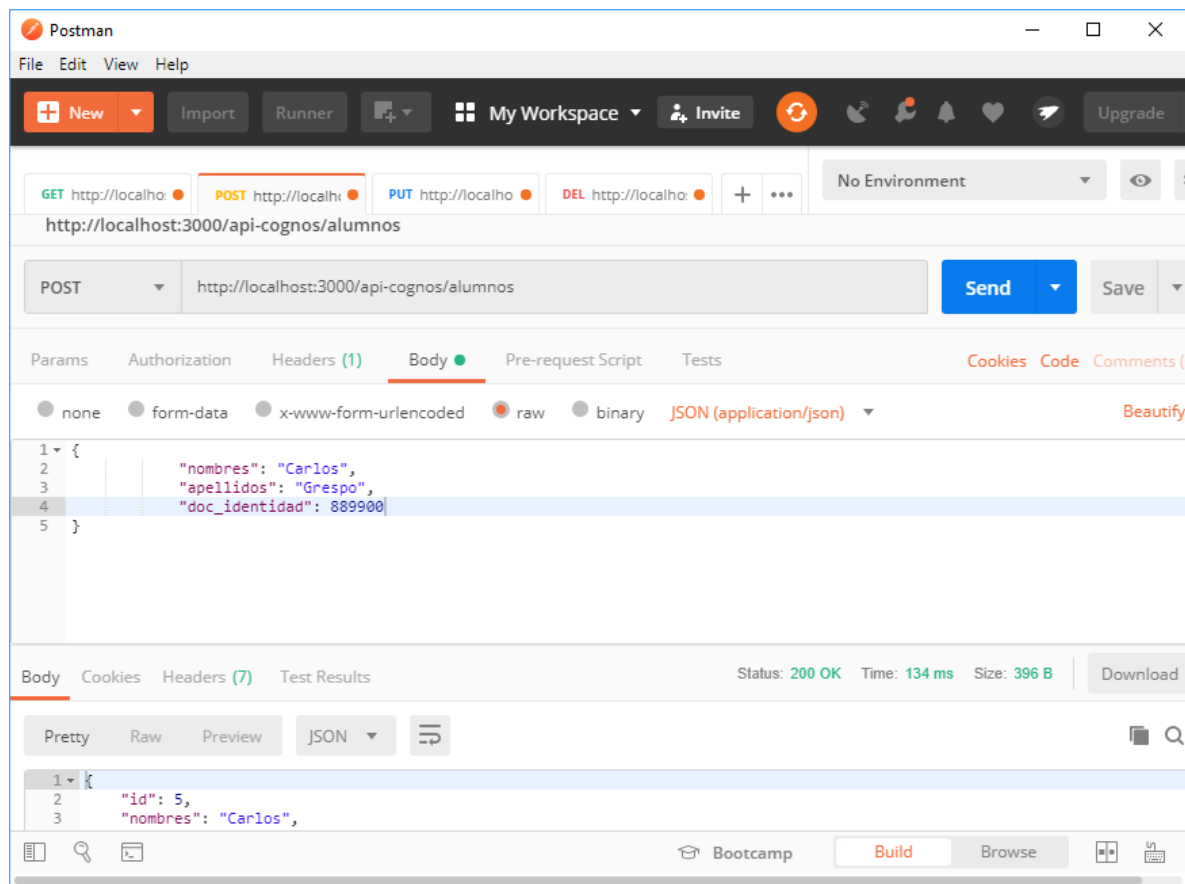 Postman
File Edit View Help
New Import Runner My Workspace Invite Upgrade
GET http://localho: POST http://localh PUT http://localho DEL http://localho: + ••• No Environment
http://localhost:3000/api-cognos/alumnos
POST http://localhost:3000/api-cognos/alumnos Send Save
Params Authorization Headers (1) Body Pre-request Script Tests Cookies Code Comments (
none form-data x-www-form-urlencoded raw binary JSON (application/json) Beautify
1 {
2 "nombres": "Carlos",
3 "apellidos": "Grespo",
4 "doc_identidad": 889900
5 }
Body Cookies Headers (7) Test Results Status: 200 OK Time: 134 ms Size: 396 B Download
Pretty Raw Preview JSON
1 {
2 "id": 5,
3 "nombres": "Carlos",
Bootcamp Build Browse